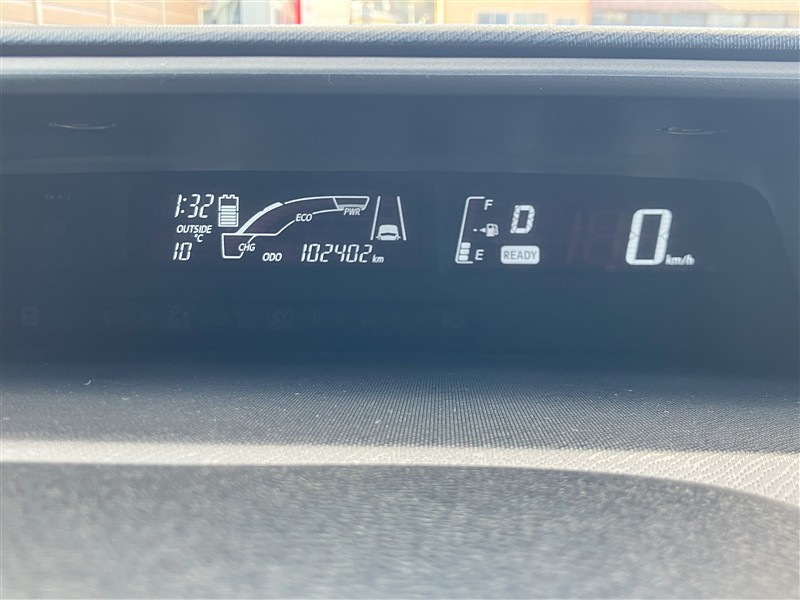 1:32
OUTSIDE
10 °C
CHG
ECO
PWR
ODO 102402 km
F
E
D
READY
0 km/h